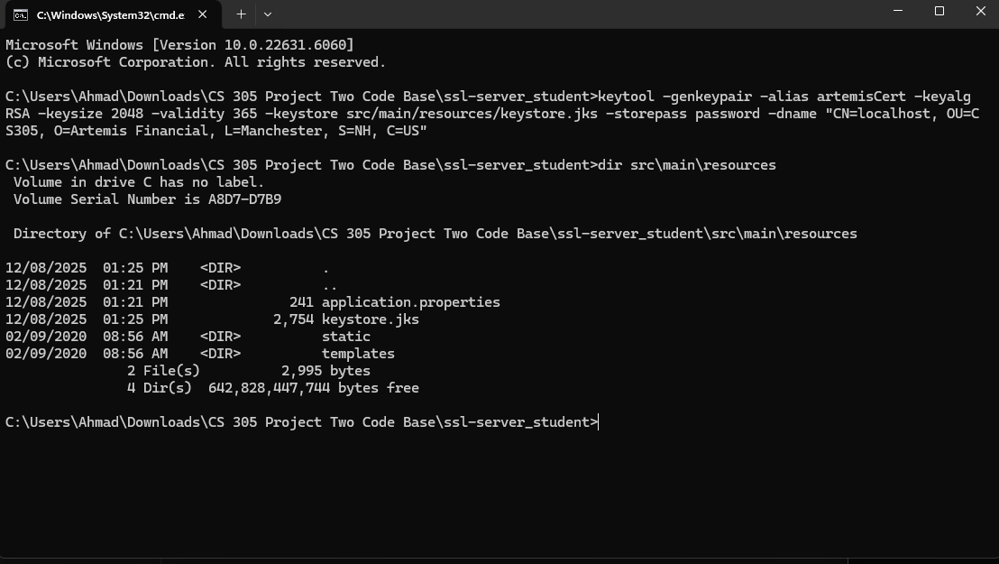 C:\Windows\System32\cmd.e
Microsoft Windows [Version 10.0.22631.6060]
(c) Microsoft Corporation. All rights reserved.
C:\Users\Ahmad\Downloads\CS 305 Project Two Code Base\ssl-server_student>keytool -genkeypair -alias artemisCert -keyalg
RSA -keysize 2048 -validity 365 -keystore src/main/resources/keystore.jks -storepass password -dname "CN=localhost, OU=C
S305, O=Artemis Financial, L=Manchester, S=NH, C=US"
C:\Users\Ahmad\Downloads\CS 305 Project Two Code Base\ssl-server_student>dir src\main\resources
 Volume in drive C has no label.
 Volume Serial Number is A8D7-D7B9
 Directory of C:\Users\Ahmad\Downloads\CS 305 Project Two Code Base\ssl-server_student\src\main\resources
12/08/2025  01:25 PM    <DIR>          .
12/08/2025  01:21 PM    <DIR>          ..
12/08/2025  01:21 PM               241 application.properties
12/08/2025  01:25 PM             2,754 keystore.jks
02/09/2020  08:56 AM    <DIR>          static
02/09/2020  08:56 AM    <DIR>          templates
               2 File(s)          2,995 bytes
               4 Dir(s)  642,828,447,744 bytes free
C:\Users\Ahmad\Downloads\CS 305 Project Two Code Base\ssl-server_student>